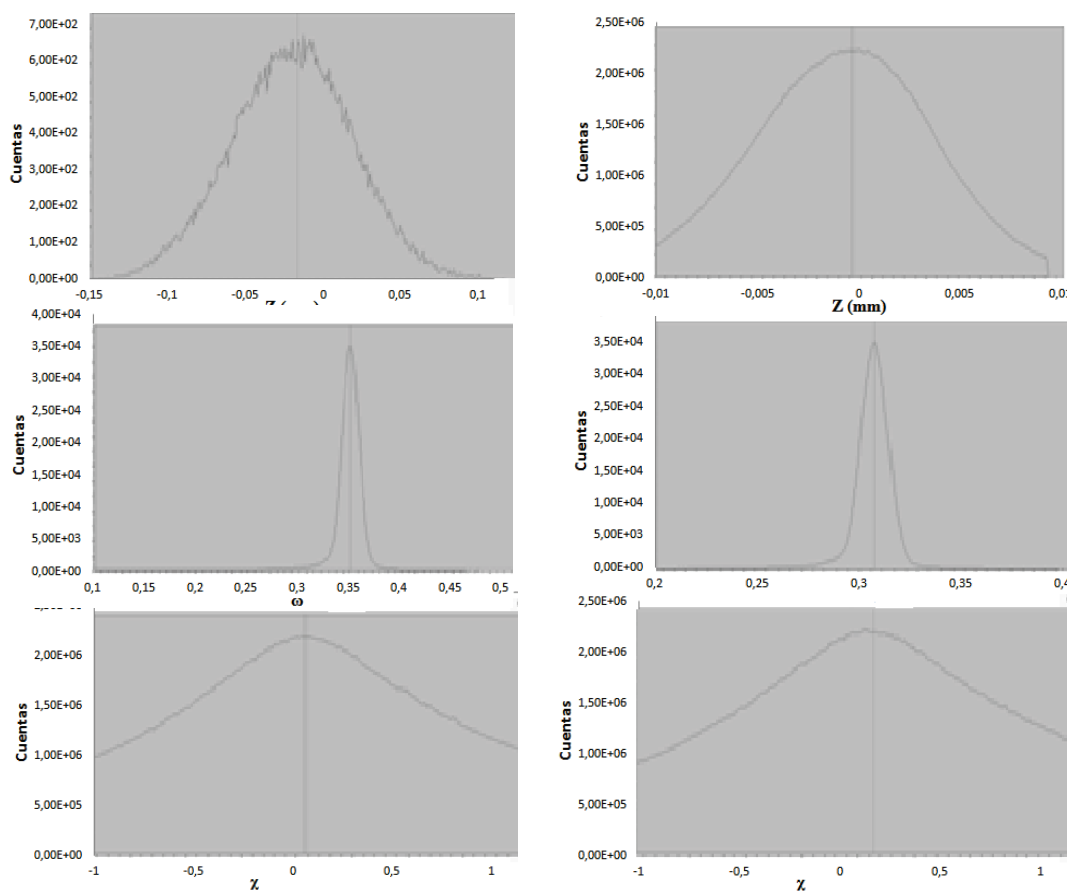 7,00E+02
6,00E+02
5,00E+02
4,00E+02
3,00E+02
2,00E+02
1,00E+02
0,00E+00
Cuentas
-0,15 -0,1 -0,05 0 0,05 0,1
2,50E+06
2,00E+06
1,50E+06
1,00E+06
5,00E+05
0,00E+00
Cuentas
-0,01 -0,005 0 0,005 0,01
Z (mm)
4,00E+04
3,50E+04
3,00E+04
2,50E+04
2,00E+04
1,50E+04
1,00E+04
5,00E+03
0,00E+00
Cuentas
0,1 0,15 0,2 0,25 0,3 0,35 0,4 0,45 0,5
ω
3,50E+04
3,00E+04
2,50E+04
2,00E+04
1,50E+04
1,00E+04
5,00E+03
0,00E+00
Cuentas
0,2 0,25 0,3 0,35 0,4
2,00E+06
1,50E+06
1,00E+06
5,00E+05
0,00E+00
Cuentas
-1 -0,5 0 0,5 1
χ
2,50E+06
2,00E+06
1,50E+06
1,00E+06
5,00E+05
0,00E+00
Cuentas
-1 -0,5 0 0,5 1
χ